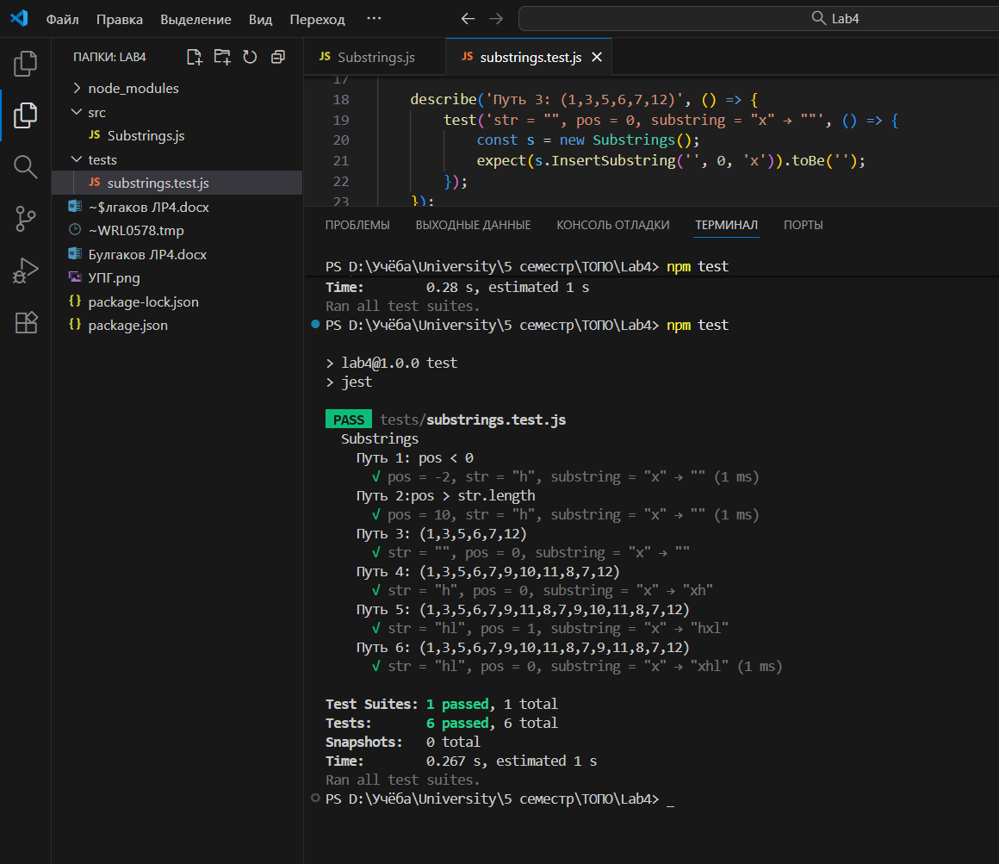 Файл Правка Выделение Вид Переход ··· Lab4
ПАПКИ: LAB4
node_modules
src
JS Substrings.js
tests
JS substrings.test.js
~$лгаков ЛР4.docx
~WRL0578.tmp
Булгаков ЛР4.docx
УПГ.png
{} package-lock.json
{} package.json
JS Substrings.js JS substrings.test.js
17
18 describe('Путь 3: (1,3,5,6,7,12)', () => {
19 test('str = "", pos = 0, substring = "x" → ""', () => {
20 const s = new Substrings();
21 expect(s.InsertSubstring('', 0, 'x')).toBe('');
22 });
23 });
ПРОБЛЕМЫ ВЫХОДНЫЕ ДАННЫЕ КОНСОЛЬ ОТЛАДКИ ТЕРМИНАЛ ПОРТЫ
PS D:\Учёба\University\5 семестр\ТОПО\Lab4> npm test
Time: 0.28 s, estimated 1 s
Ran all test suites.
PS D:\Учёба\University\5 семестр\ТОПО\Lab4> npm test
> lab4@1.0.0 test
> jest
PASS tests/substrings.test.js
Substrings
Путь 1: pos < 0
√ pos = -2, str = "h", substring = "x" → "" (1 ms)
Путь 2:pos > str.length
√ pos = 10, str = "h", substring = "x" → "" (1 ms)
Путь 3: (1,3,5,6,7,12)
√ str = "", pos = 0, substring = "x" → ""
Путь 4: (1,3,5,6,7,9,10,11,8,7,12)
√ str = "h", pos = 0, substring = "x" → "xh"
Путь 5: (1,3,5,6,7,9,11,8,7,9,10,11,8,7,12)
√ str = "hl", pos = 1, substring = "x" → "hxl"
Путь 6: (1,3,5,6,7,9,10,11,8,7,9,11,8,7,12)
√ str = "hl", pos = 0, substring = "x" → "xhl" (1 ms)
Test Suites: 1 passed, 1 total
Tests: 6 passed, 6 total
Snapshots: 0 total
Time: 0.267 s, estimated 1 s
Ran all test suites.
PS D:\Учёба\University\5 семестр\ТОПО\Lab4> _